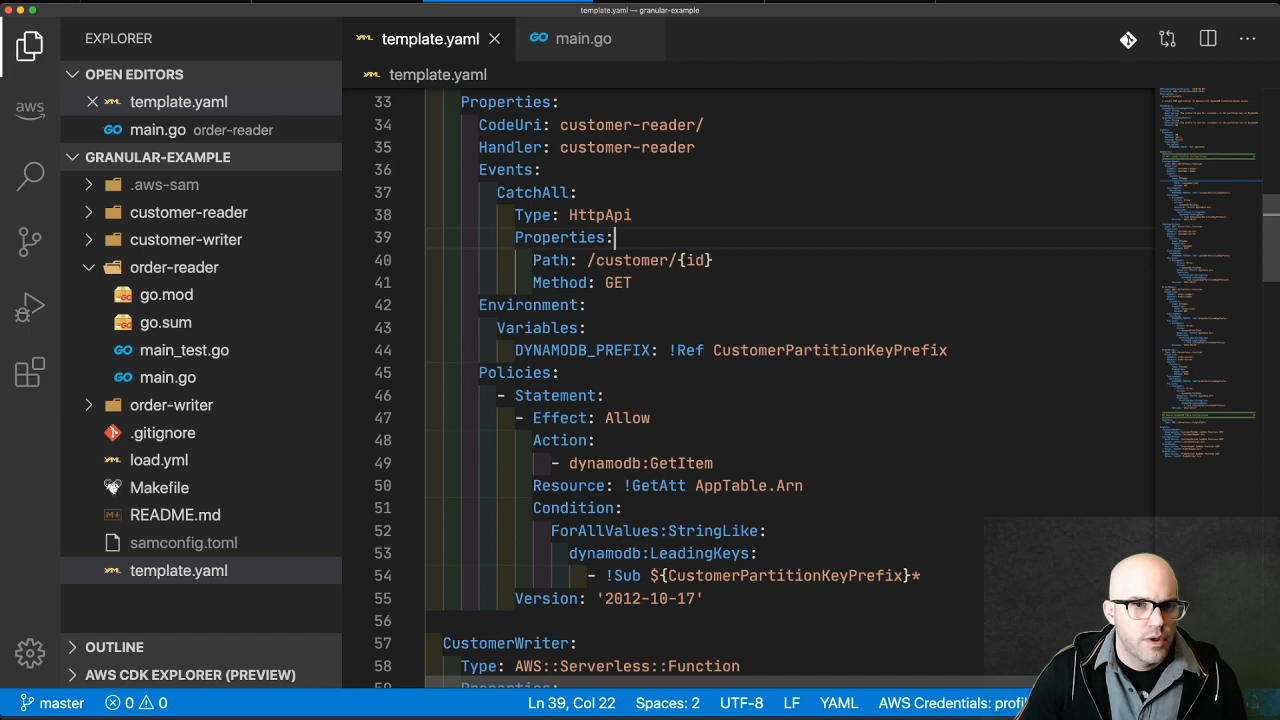 template.yaml — granular-example
EXPLORER
OPEN EDITORS
template.yaml
main.go order-reader
GRANULAR-EXAMPLE
.aws-sam
customer-reader
customer-writer
order-reader
go.mod
go.sum
main_test.go
main.go
order-writer
.gitignore
load.yml
Makefile
README.md
samconfig.toml
template.yaml
OUTLINE
AWS CDK EXPLORER (PREVIEW)
aws
template.yaml
main.go
template.yaml
33 Properties:
34 CodeUri: customer-reader/
35 Handler: customer-reader
36 Events:
37 CatchAll:
38 Type: HttpApi
39 Properties:
40 Path: /customer/{id}
41 Method: GET
42 Environment:
43 Variables:
44 DYNAMODB_PREFIX: !Ref CustomerPartitionKeyPrefix
45 Policies:
46 - Statement:
47 - Effect: Allow
48 Action:
49 - dynamodb:GetItem
50 Resource: !GetAtt AppTable.Arn
51 Condition:
52 ForAllValues:StringLike:
53 dynamodb:LeadingKeys:
54 - !Sub ${CustomerPartitionKeyPrefix}*
55 Version: '2012-10-17'
56
57 CustomerWriter:
58 Type: AWS::Serverless::Function
59 Properties:
master 0 0 Ln 39, Col 22 Spaces: 2 UTF-8 LF YAML AWS Credentials: profil